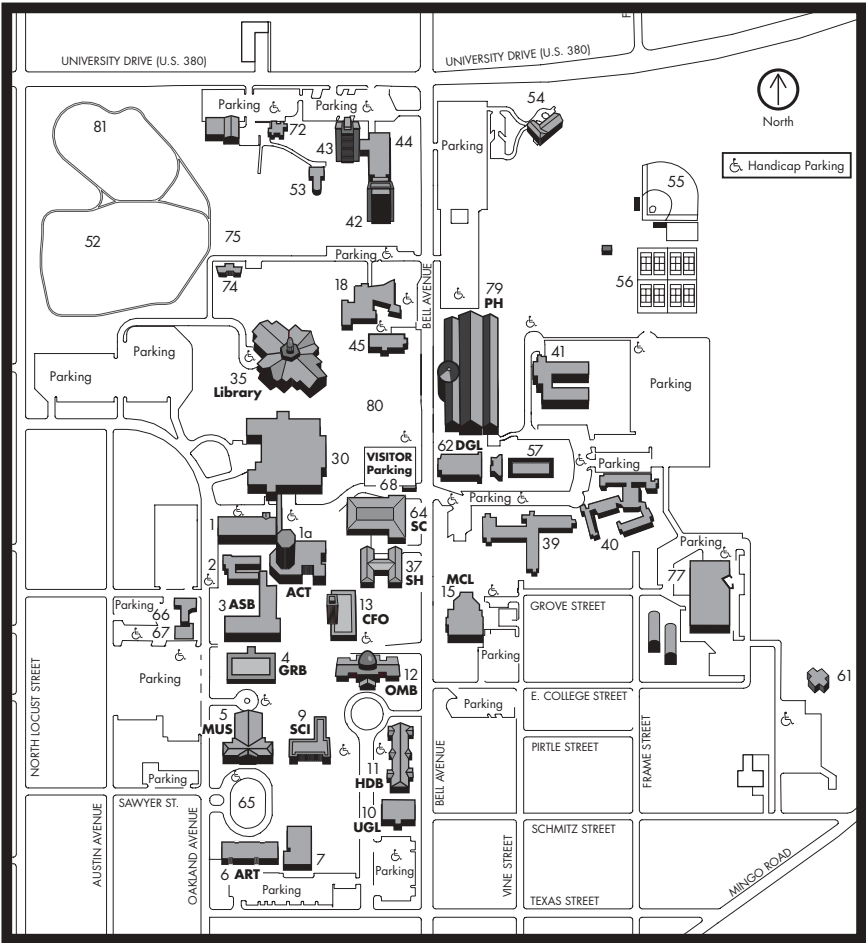 UNIVERSITY DRIVE (U.S. 380)
UNIVERSITY DRIVE (U.S. 380)
North
Handicap Parking
81
Parking
Parking
72
43
44
53
42
54
Parking
55
52
75
74
Parking
18
45
BELL AVENUE
79
PH
56
41
Parking
Parking
Parking
35
Library
80
30
VISITOR
Parking
68
62 DGL
57
Parking
Parking
64
SC
1
1a
ACT
2
3 ASB
37
SH
39
40
Parking
77
MCL
15
GROVE STREET
Parking
66
67
13
CFO
Parking
4
GRB
12
OMB
Parking
E. COLLEGE STREET
61
NORTH LOCUST STREET
Parking
5
MUS
9
SCI
11
HDB
BELL AVENUE
PIRTLE STREET
FRAME STREET
Parking
SAWYER ST.
65
10
UGL
SCHMITZ STREET
AUSTIN AVENUE
OAKLAND AVENUE
6 ART
7
Parking
Parking
VINE STREET
TEXAS STREET
MINGO ROAD